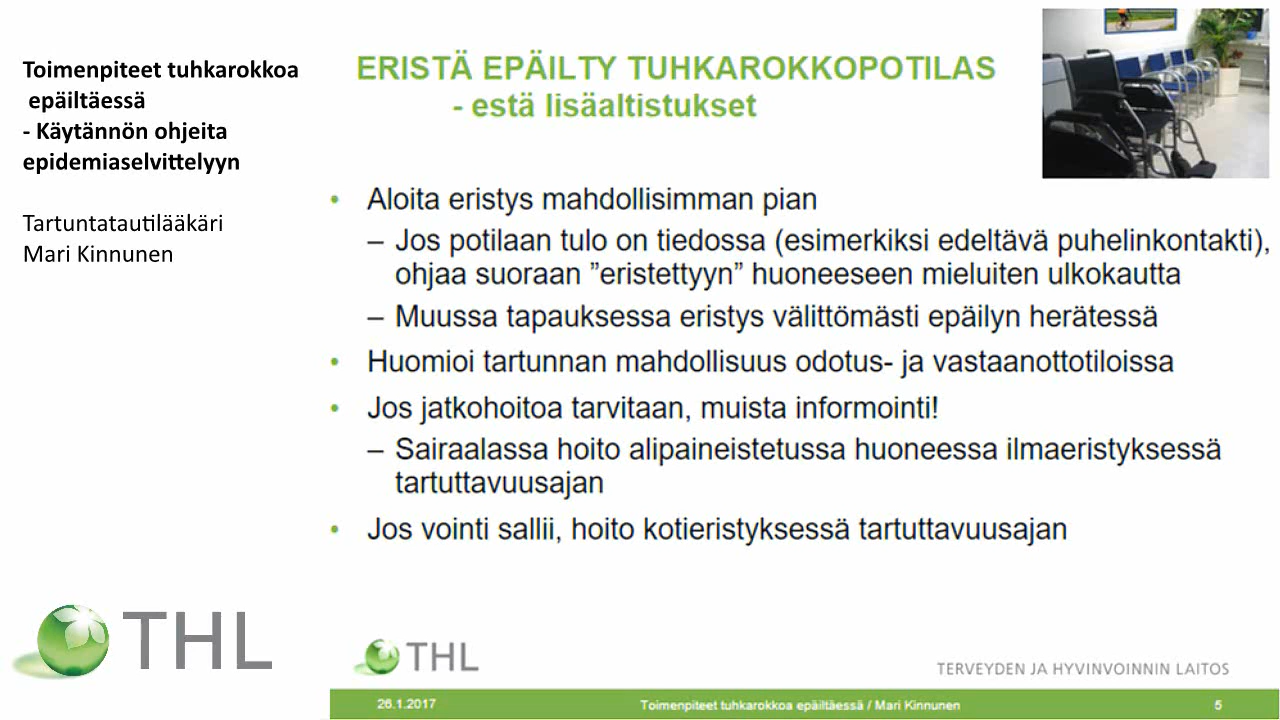 Toimenpiteet tuhkarokkoa
epäiltäessä
- Käytännön ohjeita
epidemiaselvittelyyn
Tartuntatautilääkäri
Mari Kinnunen
THL
ERISTÄ EPÄILTY TUHKAROKKOPOTILAS
- estä lisäaltistukset
• Aloita eristys mahdollisimman pian
– Jos potilaan tulo on tiedossa (esimerkiksi edeltävä puhelinkontakti),
ohjaa suoraan ”eristettyyn” huoneeseen mieluiten ulkokautta
– Muussa tapauksessa eristys välittömästi epäilyn herätessä
• Huomioi tartunnan mahdollisuus odotus- ja vastaanottotiloissa
• Jos jatkohoitoa tarvitaan, muista informointi!
– Sairaalassa hoito alipaineistetussa huoneessa ilmaeristyksessä
tartuttavuusajan
• Jos vointi sallii, hoito kotieristyksessä tartuttavuusajan
THL
TERVEYDEN JA HYVINVOINNIN LAITOS
26.1.2017
Toimenpiteet tuhkarokkoa epäiltäessä / Mari Kinnunen
5